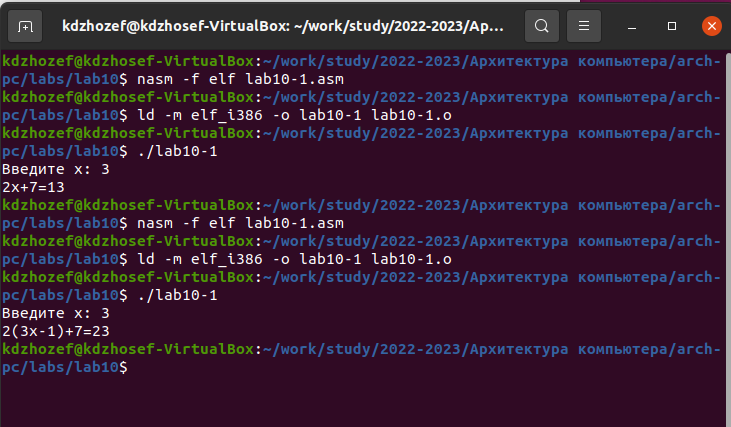 kdzhozef@kdzhosef-VirtualBox: ~/work/study/2022-2023/Ар...
kdzhozef@kdzhosef-VirtualBox:~/work/study/2022-2023/Архитектура компьютера/arch-
pc/labs/lab10$ nasm -f elf lab10-1.asm
kdzhozef@kdzhosef-VirtualBox:~/work/study/2022-2023/Архитектура компьютера/arch-
pc/labs/lab10$ ld -m elf_i386 -o lab10-1 lab10-1.o
kdzhozef@kdzhosef-VirtualBox:~/work/study/2022-2023/Архитектура компьютера/arch-
pc/labs/lab10$ ./lab10-1
Введите x: 3
2x+7=13
kdzhozef@kdzhosef-VirtualBox:~/work/study/2022-2023/Архитектура компьютера/arch-
pc/labs/lab10$ nasm -f elf lab10-1.asm
kdzhozef@kdzhosef-VirtualBox:~/work/study/2022-2023/Архитектура компьютера/arch-
pc/labs/lab10$ ld -m elf_i386 -o lab10-1 lab10-1.o
kdzhozef@kdzhosef-VirtualBox:~/work/study/2022-2023/Архитектура компьютера/arch-
pc/labs/lab10$ ./lab10-1
Введите x: 3
2(3x-1)+7=23
kdzhozef@kdzhosef-VirtualBox:~/work/study/2022-2023/Архитектура компьютера/arch-
pc/labs/lab10$